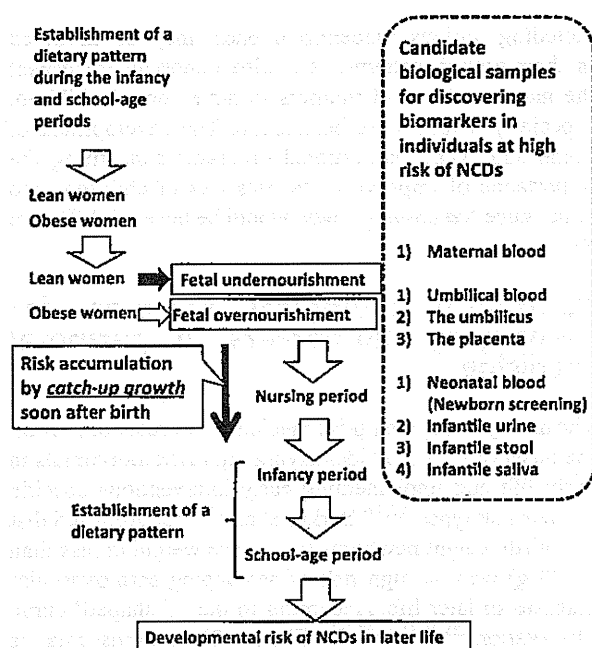 Establishment of a
dietary pattern
during the infancy
and school-age
periods
Lean women
Obese women
Lean women
Fetal undernourishment
Obese women
Fetal overnourishiment
Risk accumulation
by catch-up growth
soon after birth
Nursing period
Infancy period
Establishment of a
dietary pattern
School-age period
Developmental risk of NCDs in later life
Candidate
biological samples
for discovering
biomarkers in
individuals at high
risk of NCDs
1) Maternal blood
1) Umbilical blood
2) The umbilicus
3) The placenta
1) Neonatal blood
(Newborn screening)
2) Infantile urine
3) Infantile stool
4) Infantile saliva